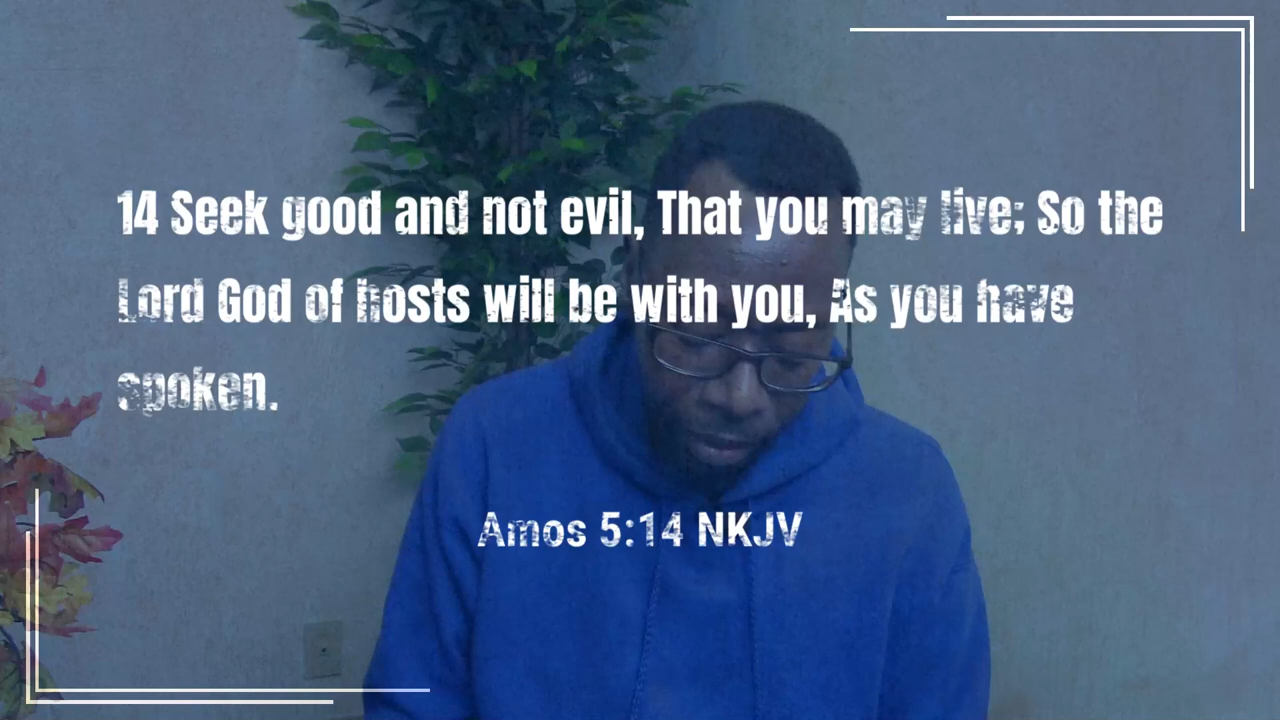 14 Seek good and not evil, That you may live; So the
Lord God of hosts will be with you, As you have
spoken.
Amos 5:14 NKJV